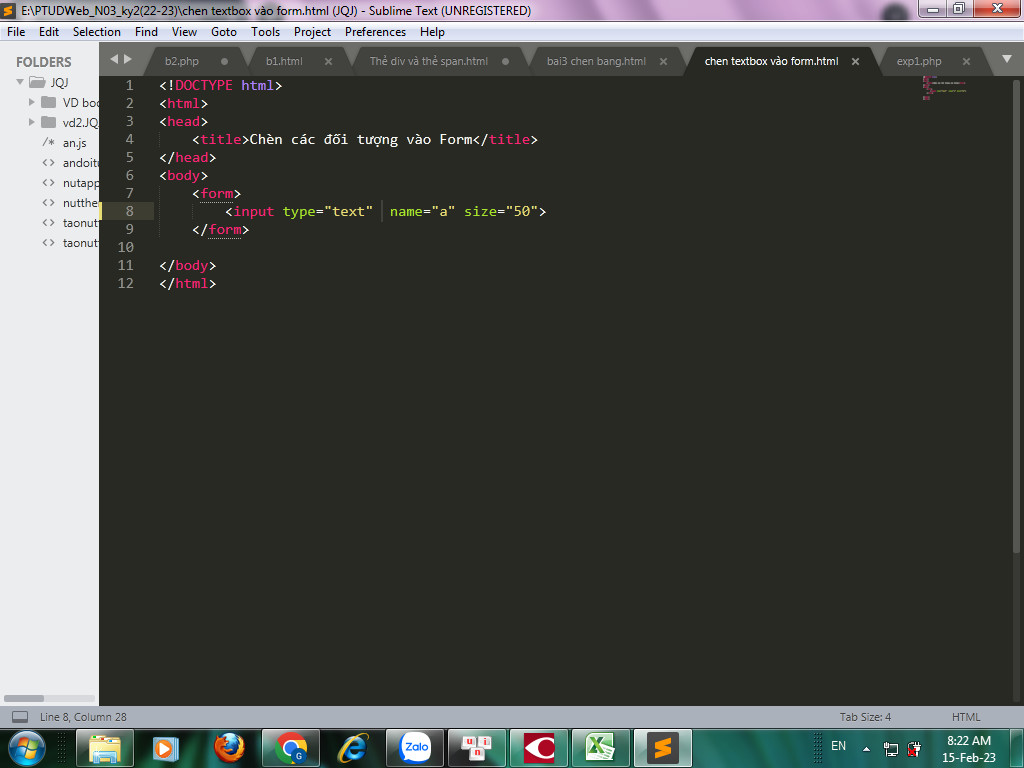 E:\PTUDWeb_N03_ky2(22-23)\chen textbox vào form.html (JQJ) - Sublime Text (UNREGISTERED)
File Edit Selection Find View Goto Tools Project Preferences Help
FOLDERS
JQJ
VD boo
vd2.JQ
/* an.js
<> andoitu
<> nutapp
<> nutthe
<> taonut
<> taonut
b2.php b1.html Thẻ div và thẻ span.html bai3 chen bang.html chen textbox vào form.html exp1.php
1 <!DOCTYPE html>
2 <html>
3 <head>
4 <title>Chèn các đối tượng vào Form</title>
5 </head>
6 <body>
7 <form>
8 <input type="text" name="a" size="50">
9 </form>
10
11 </body>
12 </html>
Line 8, Column 28 Tab Size: 4 HTML
Zalo
u i n
EN
8:22 AM
15-Feb-23